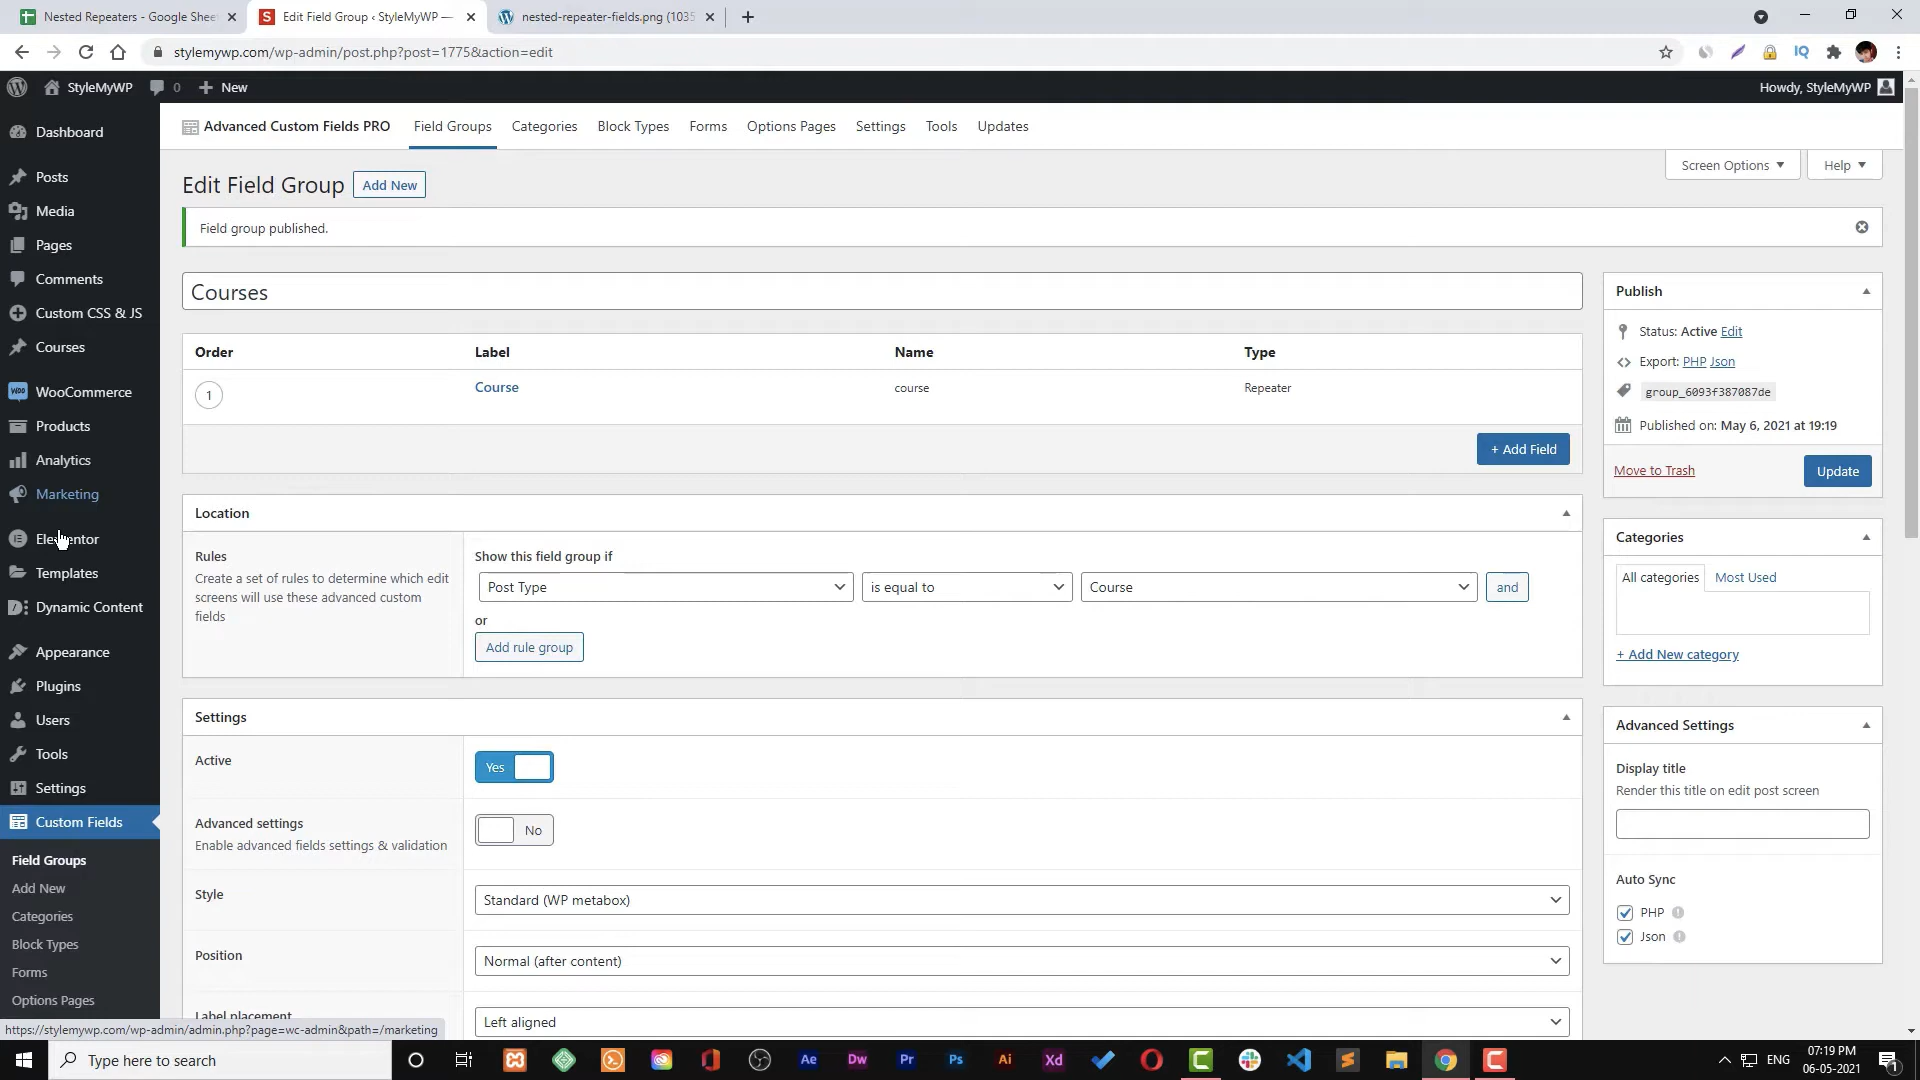 Nested Repeaters - Google Shee
Edit Field Group ‹ StyleMyWP —
nested-repeater-fields.png (1035
stylemywp.com/wp-admin/post.php?post=1775&action=edit
StyleMyWP
0
New
Howdy, StyleMyWP
Dashboard
Posts
Media
Pages
Comments
Custom CSS & JS
Courses
WooCommerce
Products
Analytics
Marketing
Elementor
Templates
Dynamic Content
Appearance
Plugins
Users
Tools
Settings
Custom Fields
Field Groups
Add New
Categories
Block Types
Forms
Options Pages
https://stylemywp.com/wp-admin/admin.php?page=wc-admin&path=/marketing
Advanced Custom Fields PRO
Field Groups
Categories
Block Types
Forms
Options Pages
Settings
Tools
Updates
Screen Options
Help
Edit Field Group
Add New
Field group published.
Courses
Order
Label
Name
Type
1
Course
course
Repeater
+ Add Field
Location
Rules
Create a set of rules to determine which edit
screens will use these advanced custom
fields
Show this field group if
Post Type
is equal to
Course
and
or
Add rule group
Settings
Active
Yes
Advanced settings
Enable advanced fields settings & validation
No
Style
Standard (WP metabox)
Position
Normal (after content)
Label placement
Left aligned
Publish
Status: Active Edit
Export: PHP Json
group_6093f387087de
Published on: May 6, 2021 at 19:19
Move to Trash
Update
Categories
All categories
Most Used
+ Add New category
Advanced Settings
Display title
Render this title on edit post screen
Auto Sync
PHP
Json
Type here to search
Ae
Dw
Pr
Ps
Ai
Xd
ENG
07:19 PM
06-05-2021
1